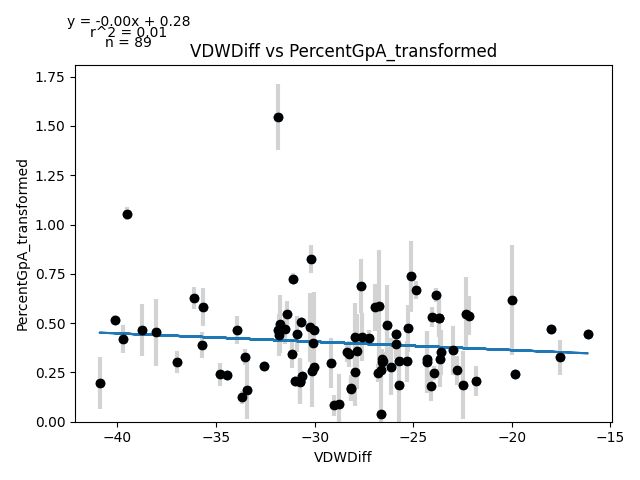 y = -0.00x + 0.28
r^2 = 0.01
n = 89
VDWDiff vs PercentGpA_transformed
PercentGpA_transformed
1.75
1.50
1.25
1.00
0.75
0.50
0.25
0.00
−40
−35
−30
−25
−20
−15
VDWDiff